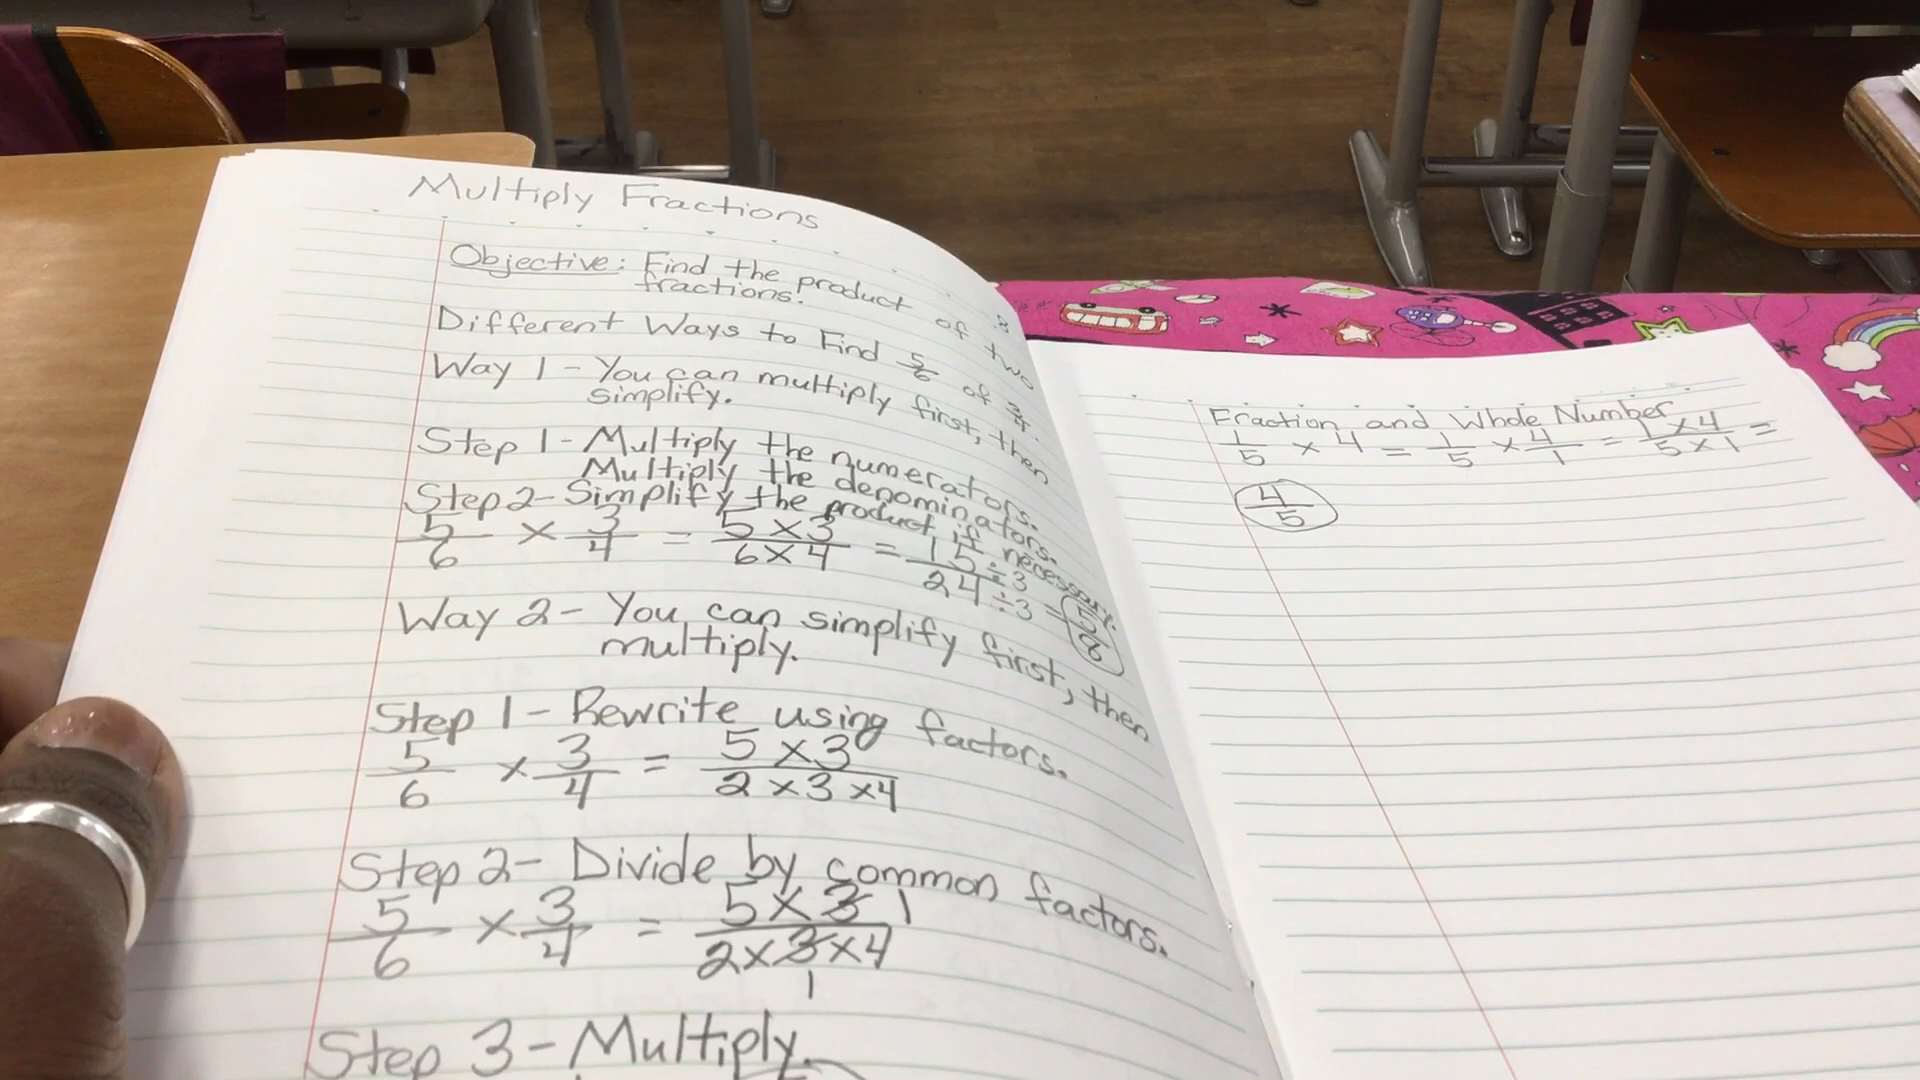 Multiply Fractions
Objective: Find the product of two
fractions.
Different Ways to Find 5/6 of 3/4.
Way 1 - You can multiply first, then
simplify.
Step 1 - Multiply the numerators.
Multiply the denominators.
Step 2 - Simplify the product, if necessary.
5/6 × 3/4 = 5×3/6×4 = 15÷3/24÷3 = 5/8
Way 2 - You can simplify first, then
multiply.
Step 1 - Rewrite using factors.
5/6 × 3/4 = 5×3/2×3×4
Step 2 - Divide by common factors.
5/6 × 3/4 = 5×3 1/2×3×4
1
Step 3 - Multiply.
Fraction and Whole Number
1/5 × 4 = 1/5 × 4/1 = 1×4/5×1 =
4/5